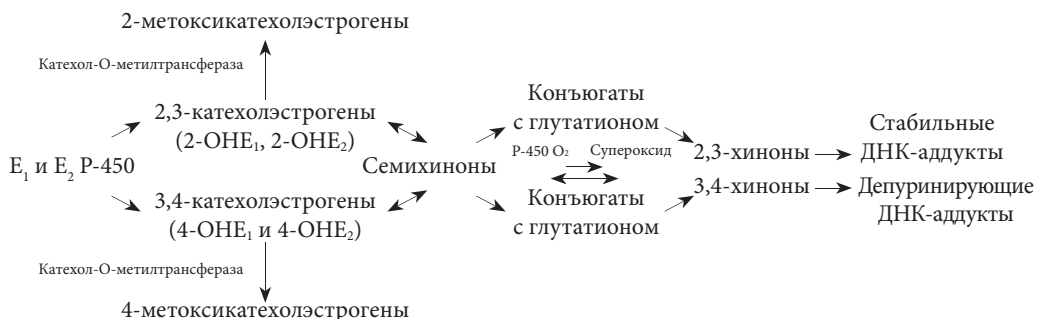 2-метоксикатехолэстрогены
Катехол-О-метилтрансфераза
2,3-катехолэстрогены
(2-OHE₁, 2-OHE₂)
E₁ и E₂ P-450
3,4-катехолэстрогены
(4-OHE₁ и 4-OHE₂)
Катехол-О-метилтрансфераза
4-метоксикатехолэстрогены
Семихиноны
Конъюгаты
с глутатионом
P-450 O₂
Супероксид
Конъюгаты
с глутатионом
2,3-хиноны
3,4-хиноны
Стабильные
ДНК-аддукты
Депуринирующие
ДНК-аддукты